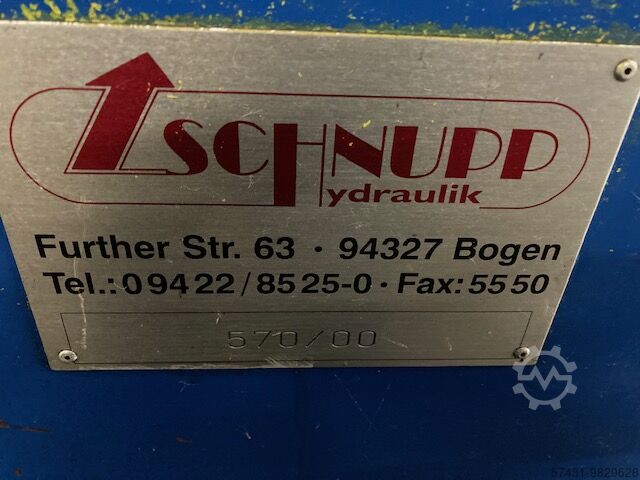 SCHNUPP
Hydraulik
Further Str. 63 · 94327 Bogen
Tel.: 0 94 22 / 85 25-0 · Fax: 55 50
570/00
57431-9829628